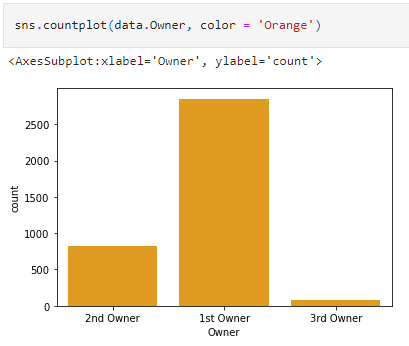 sns.countplot(data.Owner, color = 'Orange')
<AxesSubplot:xlabel='Owner', ylabel='count'>
2500
2000
1500
1000
500
0
count
2nd Owner 1st Owner 3rd Owner
Owner